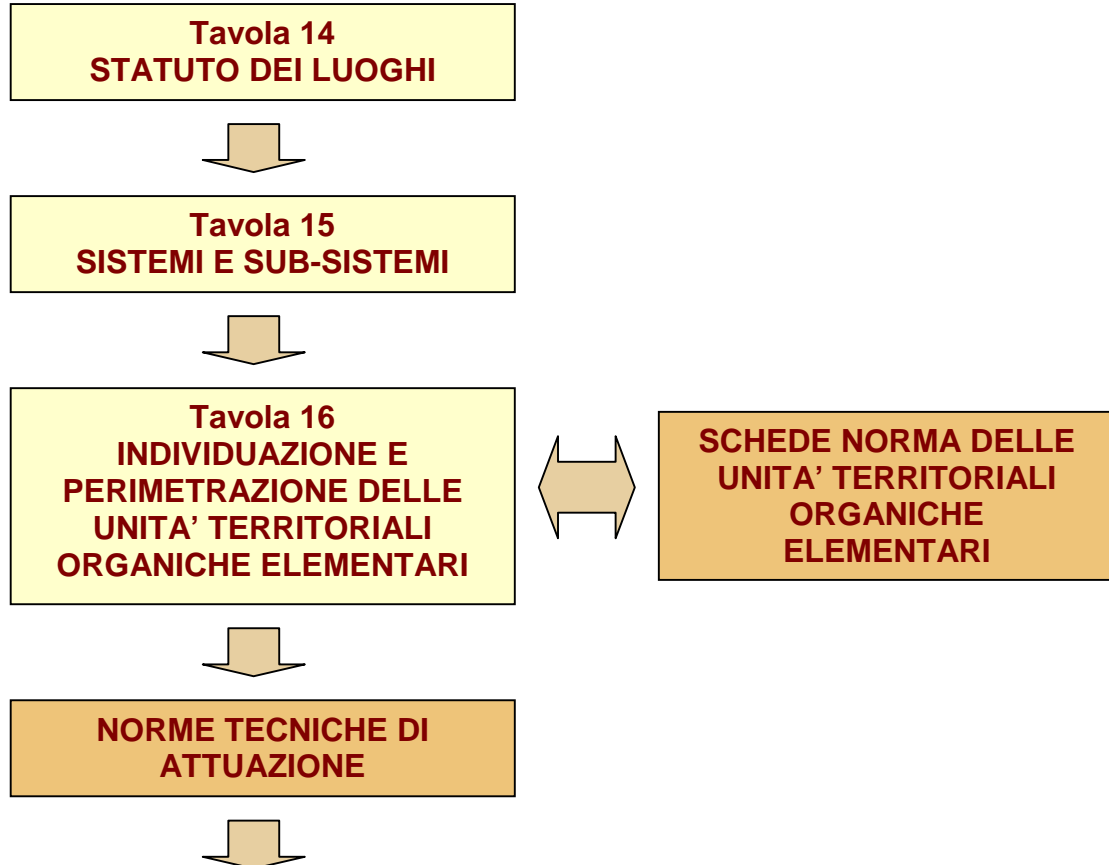 Tavola 14
STATUTO DEI LUOGHI
Tavola 15
SISTEMI E SUB-SISTEMI
Tavola 16
INDIVIDUAZIONE E
PERIMETRAZIONE DELLE
UNITA’ TERRITORIALI
ORGANICHE ELEMENTARI
SCHEDE NORMA DELLE
UNITA’ TERRITORIALI
ORGANICHE
ELEMENTARI
NORME TECNICHE DI
ATTUAZIONE